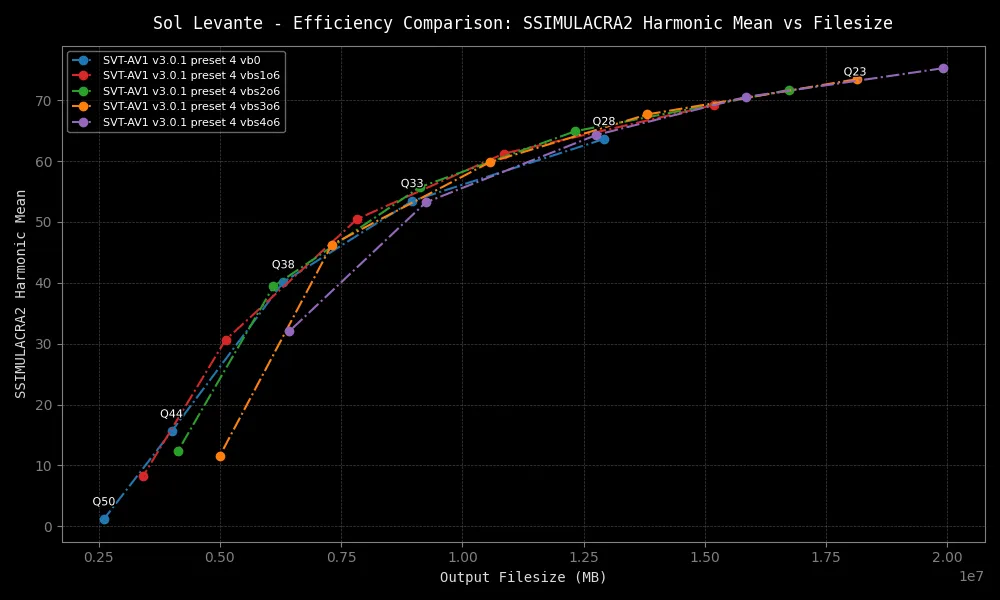 Sol Levante - Efficiency Comparison: SSIMULACRA2 Harmonic Mean vs Filesize
SVT-AV1 v3.0.1 preset 4 vb0
SVT-AV1 v3.0.1 preset 4 vbs1o6
SVT-AV1 v3.0.1 preset 4 vbs2o6
SVT-AV1 v3.0.1 preset 4 vbs3o6
SVT-AV1 v3.0.1 preset 4 vbs4o6
Q23
Q28
Q33
Q38
Q44
Q50
SSIMULACRA2 Harmonic Mean
70
60
50
40
30
20
10
0
0.25 0.50 0.75 1.00 1.25 1.50 1.75 2.00
1e7
Output Filesize (MB)